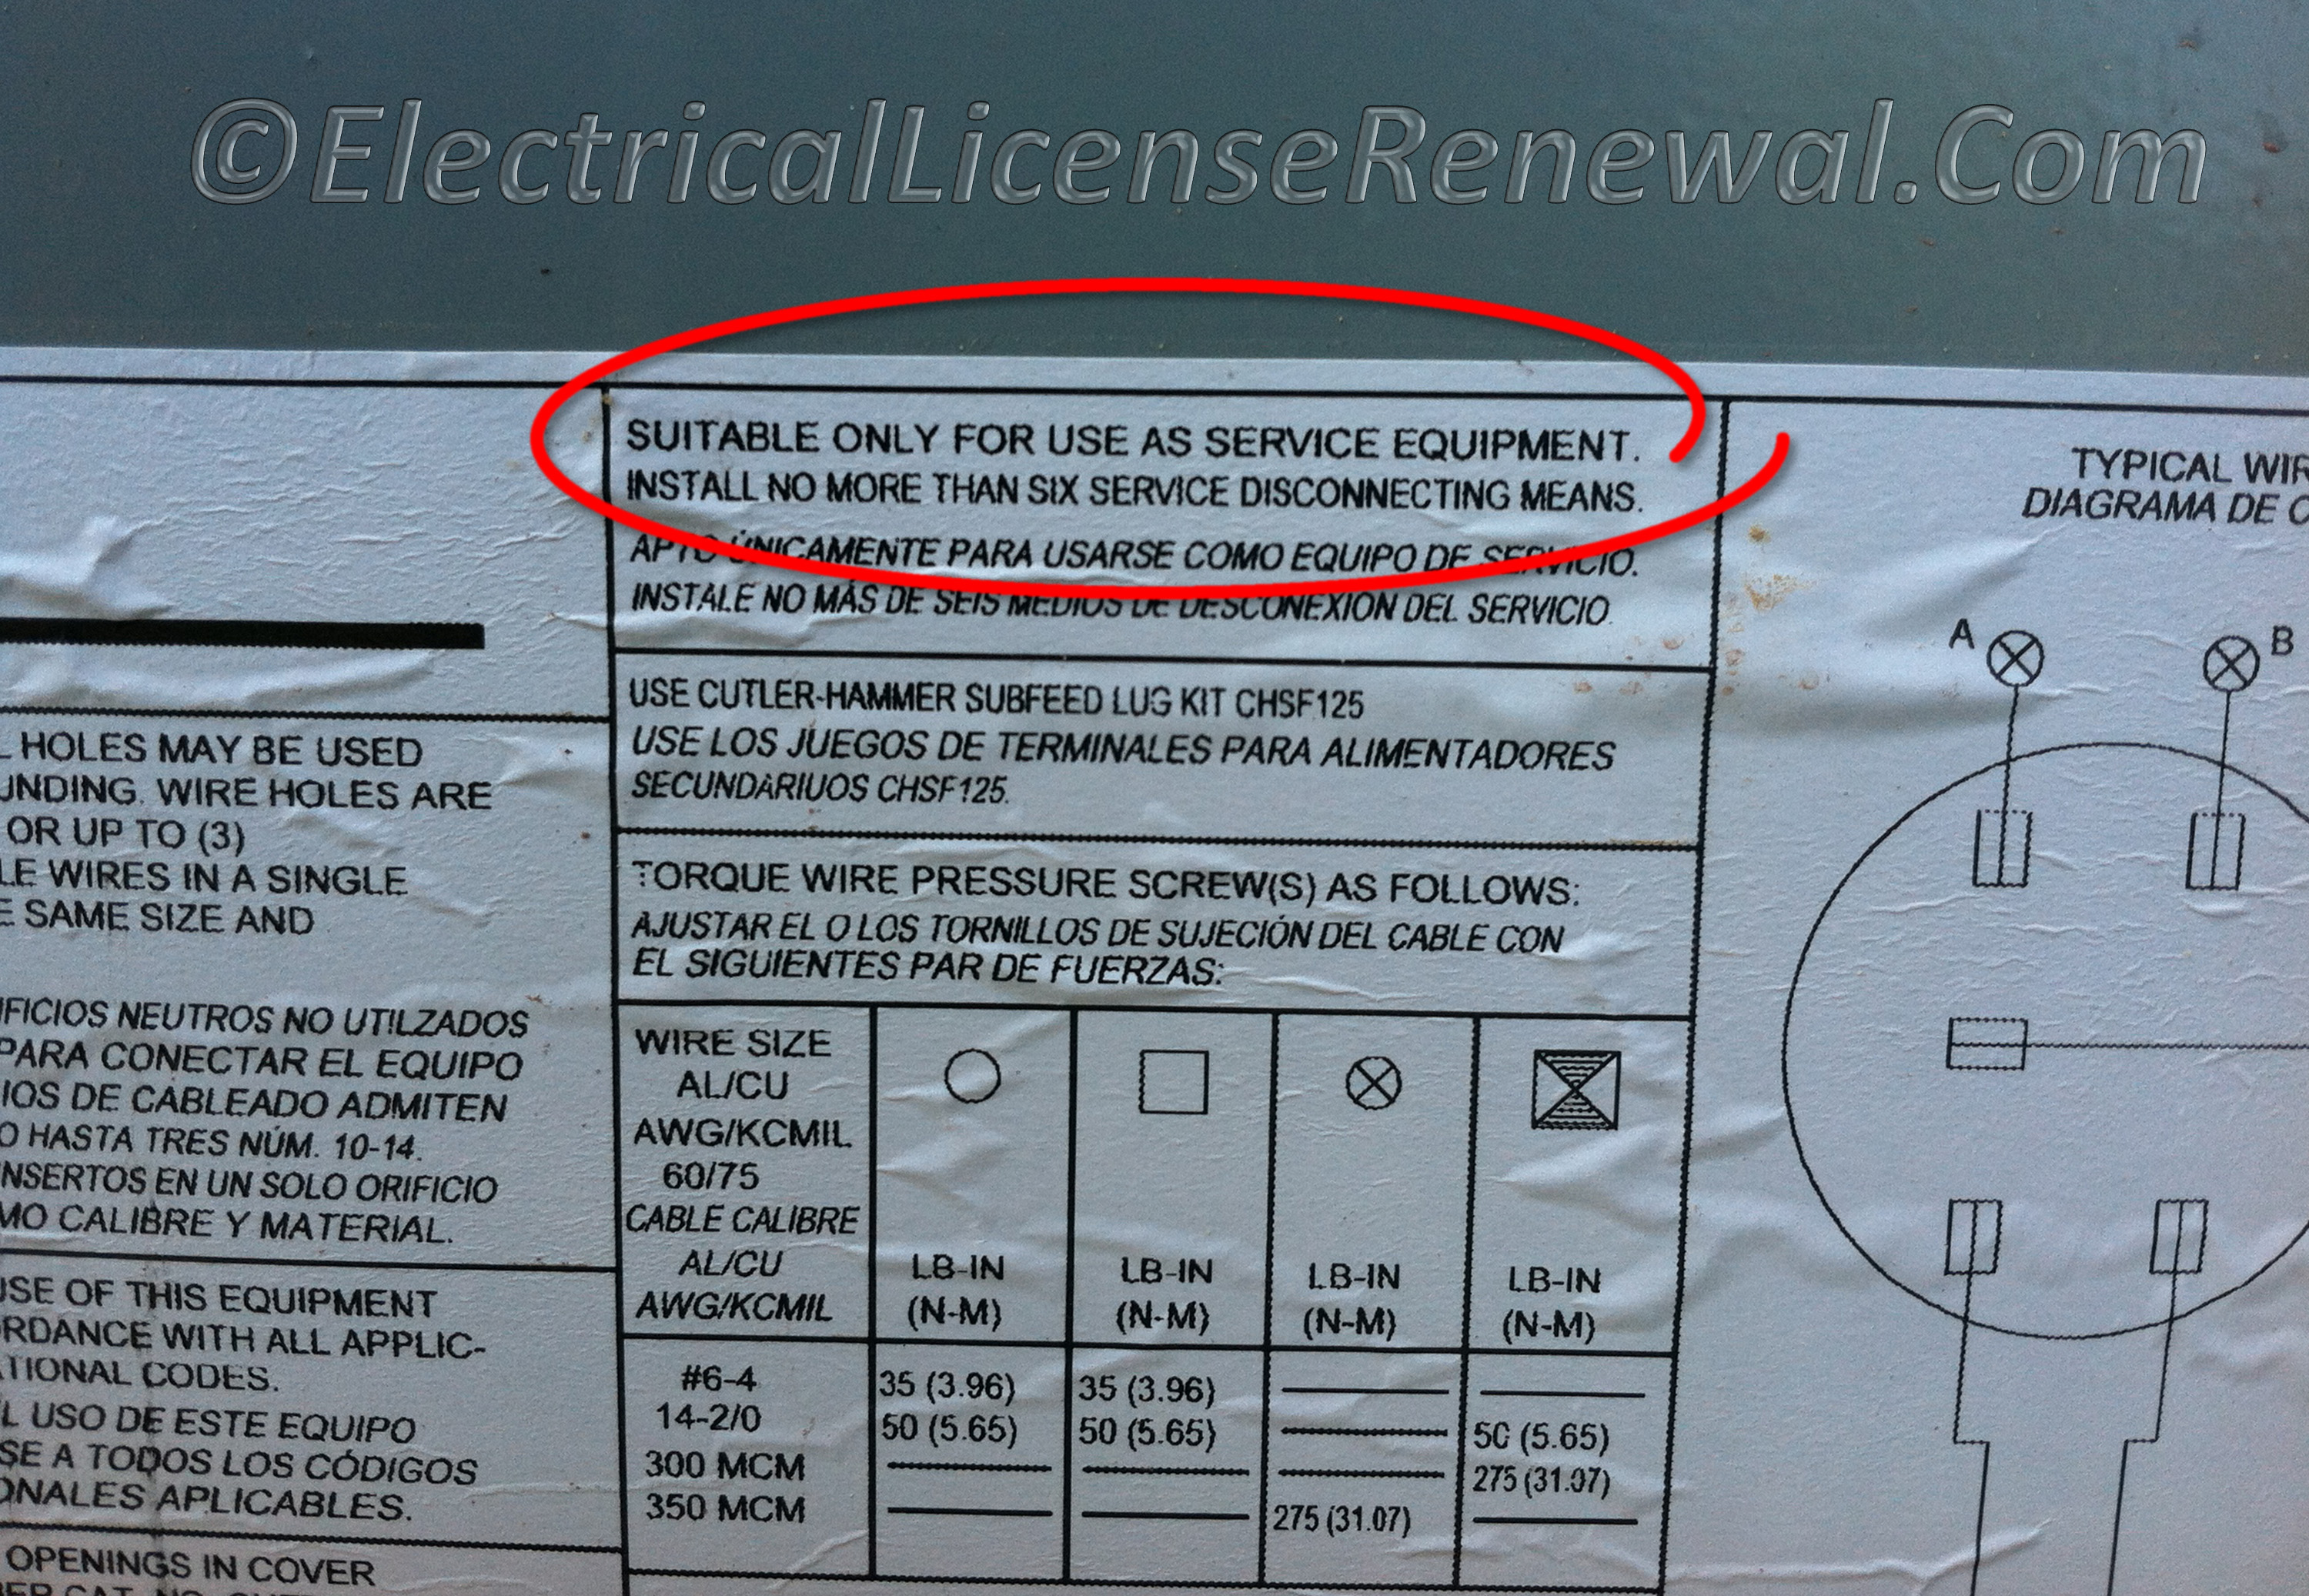 ©ElectricalLicenseRenewal.Com
SUITABLE ONLY FOR USE AS SERVICE EQUIPMENT.
INSTALL NO MORE THAN SIX SERVICE DISCONNECTING MEANS.
APTO ÚNICAMENTE PARA USARSE COMO EQUIPO DE SERVICIO.
INSTALE NO MÁS DE SEIS MEDIOS DE DESCONEXION DEL SERVICIO.
USE CUTLER-HAMMER SUBFEED LUG KIT CHSF125
USE LOS JUEGOS DE TERMINALES PARA ALIMENTADORES
SECUNDARIUOS CHSF125.
TORQUE WIRE PRESSURE SCREW(S) AS FOLLOWS:
AJUSTAR EL O LOS TORNILLOS DE SUJECIÓN DEL CABLE CON
EL SIGUIENTES PAR DE FUERZAS:
WIRE SIZE
AL/CU
AWG/KCMIL
60/75
CABLE CALIBRE
AL/CU
AWG/KCMIL
LB-IN LB-IN LB-IN LB-IN
(N-M) (N-M) (N-M) (N-M)
#6-4 35 (3.96) 35 (3.96)
14-2/0 50 (5.65) 50 (5.65) 50 (5.65)
300 MCM 275 (31.07)
350 MCM 275 (31.07)
HOLES MAY BE USED
WIRE HOLES ARE
OR UP TO (3)
WIRES IN A SINGLE
SAME SIZE AND
NEUTROS NO UTILZADOS
PARA CONECTAR EL EQUIPO
DE CABLEADO ADMITEN
O HASTA TRES NÚM. 10-14.
EN UN SOLO ORIFICIO
CALIBRE Y MATERIAL.
USE OF THIS EQUIPMENT
WITH ALL APPLIC-
CODES.
USO DE ESTE EQUIPO
A TODOS LOS CÓDIGOS
APLICABLES.
OPENINGS IN COVER
TYPICAL
DIAGRAMA DE
A B